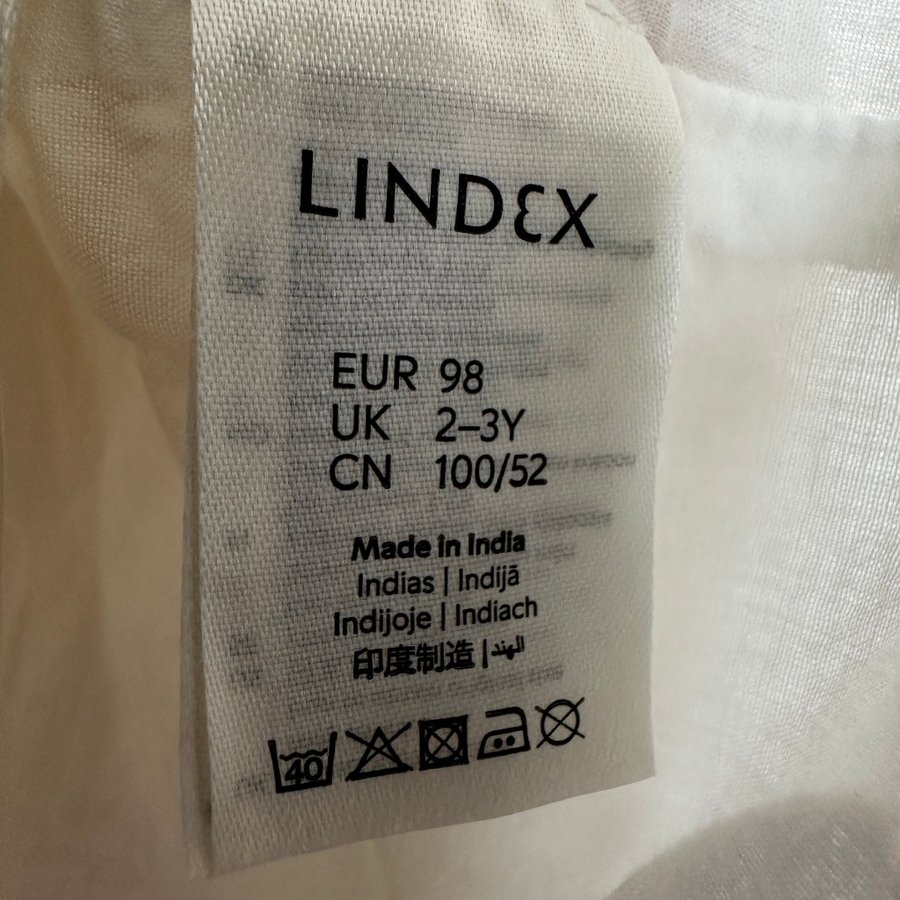 LINDEX
EUR 98
UK 2–3Y
CN 100/52
Made in India
Indias | Indijā
Indijoje | Indiach
印度制造 | الهند
40